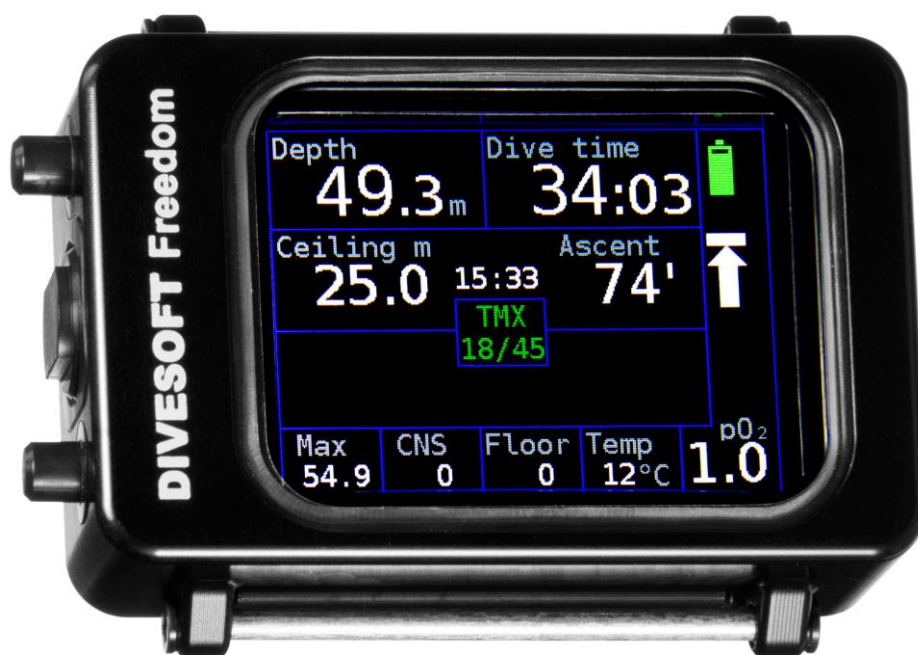 DIVESOFT Freedom
Depth
49.3 m
Dive time
34:03
Ceiling m
25.0
15:33
Ascent
74'
TMX
18/45
Max
54.9
CNS
0
Floor
0
Temp
12°C
pO₂
1.0